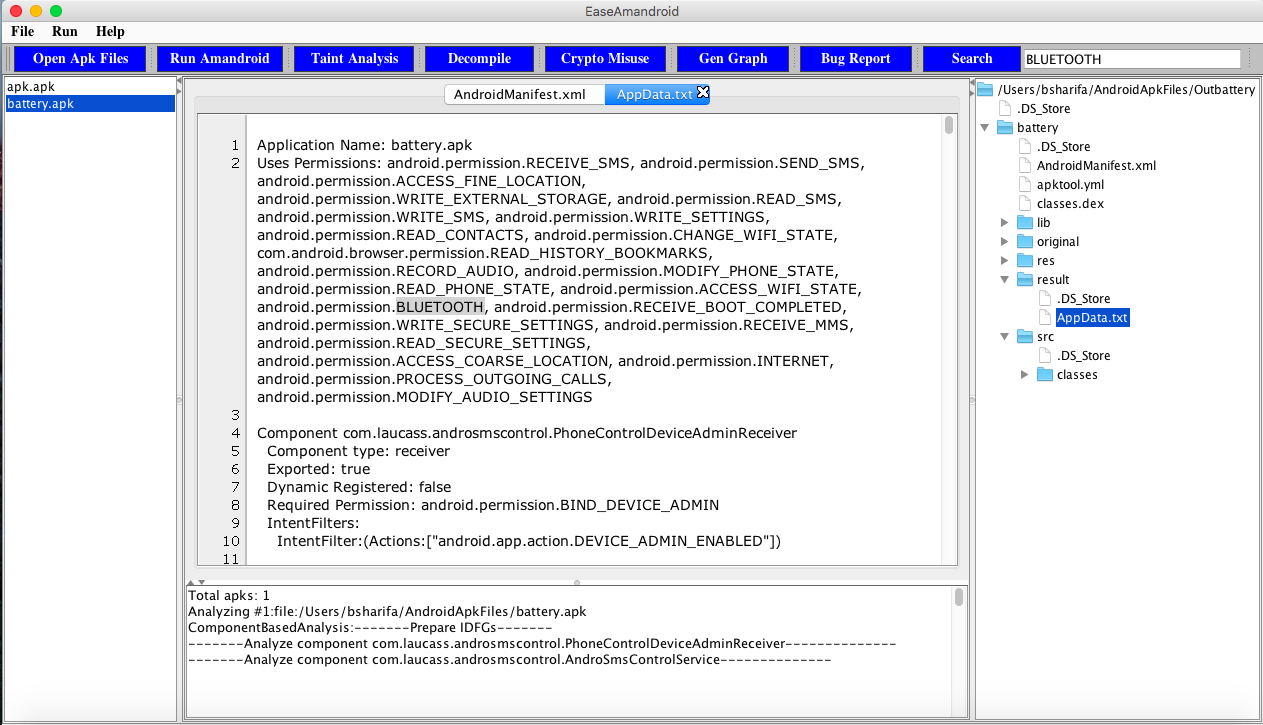 EaseAmandroid
File Run Help
Open Apk Files Run Amandroid Taint Analysis Decompile Crypto Misuse Gen Graph Bug Report Search BLUETOOTH
apk.apk
battery.apk
AndroidManifest.xml AppData.txt
1 Application Name: battery.apk
2 Uses Permissions: android.permission.RECEIVE_SMS, android.permission.SEND_SMS,
android.permission.ACCESS_FINE_LOCATION,
android.permission.WRITE_EXTERNAL_STORAGE, android.permission.READ_SMS,
android.permission.WRITE_SMS, android.permission.WRITE_SETTINGS,
android.permission.READ_CONTACTS, android.permission.CHANGE_WIFI_STATE,
com.android.browser.permission.READ_HISTORY_BOOKMARKS,
android.permission.RECORD_AUDIO, android.permission.MODIFY_PHONE_STATE,
android.permission.READ_PHONE_STATE, android.permission.ACCESS_WIFI_STATE,
android.permission.BLUETOOTH, android.permission.RECEIVE_BOOT_COMPLETED,
android.permission.WRITE_SECURE_SETTINGS, android.permission.RECEIVE_MMS,
android.permission.READ_SECURE_SETTINGS,
android.permission.ACCESS_COARSE_LOCATION, android.permission.INTERNET,
android.permission.PROCESS_OUTGOING_CALLS,
android.permission.MODIFY_AUDIO_SETTINGS
3
4 Component com.laucass.androsmscontrol.PhoneControlDeviceAdminReceiver
5 Component type: receiver
6 Exported: true
7 Dynamic Registered: false
8 Required Permission: android.permission.BIND_DEVICE_ADMIN
9 IntentFilters:
10 IntentFilter:(Actions:["android.app.action.DEVICE_ADMIN_ENABLED"])
11
Total apks: 1
Analyzing #1:file:/Users/bsharifa/AndroidApkFiles/battery.apk
ComponentBasedAnalysis:-------Prepare IDFGs-------
-------Analyze component com.laucass.androsmscontrol.PhoneControlDeviceAdminReceiver--------------
-------Analyze component com.laucass.androsmscontrol.AndroSmsControlService--------------
/Users/bsharifa/AndroidApkFiles/Outbattery
.DS_Store
battery
.DS_Store
AndroidManifest.xml
apktool.yml
classes.dex
lib
original
res
result
.DS_Store
AppData.txt
src
.DS_Store
classes